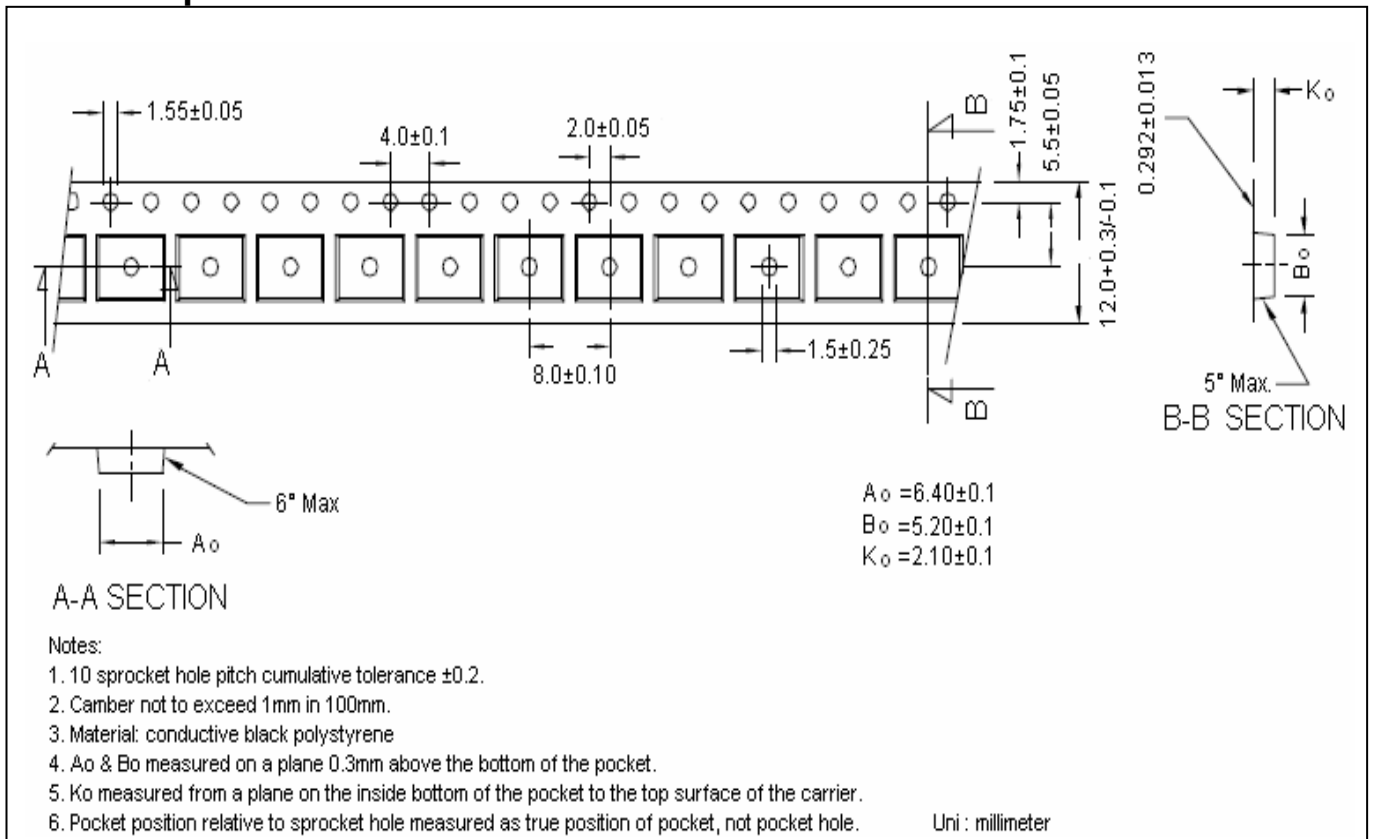 1.55±0.05
4.0±0.1
2.0±0.05
B
1.75±0.1
5.5±0.05
12.0+0.3/-0.1
0.292±0.013
Ko
Bo
A
A
8.0±0.10
1.5±0.25
B
5° Max.
B-B SECTION
6° Max
Ao
A-A SECTION
Ao =6.40±0.1
Bo =5.20±0.1
Ko =2.10±0.1
Notes:
1. 10 sprocket hole pitch cumulative tolerance ±0.2.
2. Camber not to exceed 1mm in 100mm.
3. Material: conductive black polystyrene
4. Ao & Bo measured on a plane 0.3mm above the bottom of the pocket.
5. Ko measured from a plane on the inside bottom of the pocket to the top surface of the carrier.
6. Pocket position relative to sprocket hole measured as true position of pocket, not pocket hole. Uni : millimeter